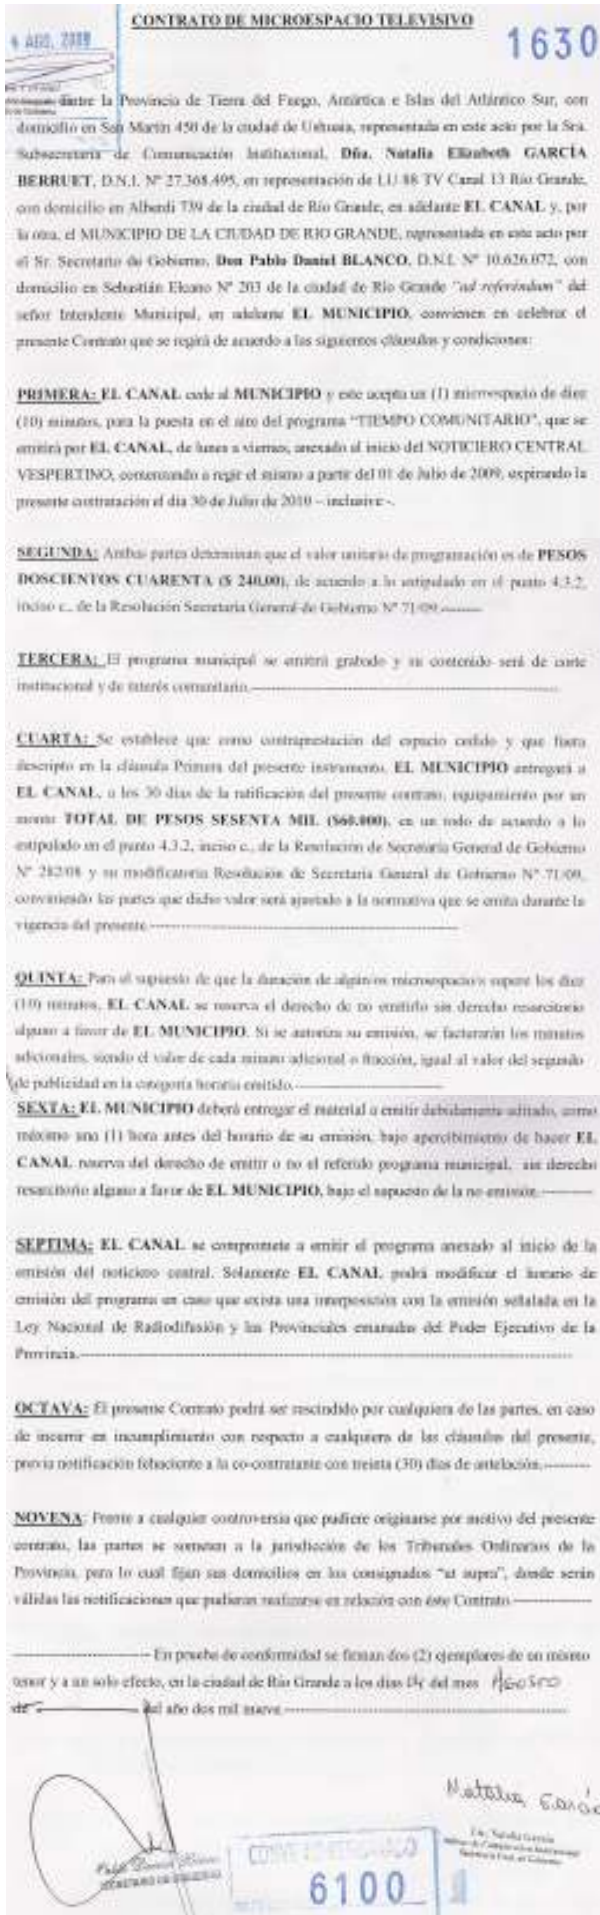 CONTRATO DE MICROESPACIO TELEVISIVO
AGO. 2009
1630
Entre la Provincia de Tierra del Fuego, Antártica e Islas del Atlántico Sur, con
domicilio en San Martín 450 de la ciudad de Ushuaia, representada en este acto por la Sra.
Subsecretaria de Comunicación Institucional, Dña. Natalia Elizabeth GARCÍA
BERRUET, D.N.I. Nº 27.368.495, en representación de LU 88 TV Canal 13 Río Grande,
con domicilio en Alberdi 739 de la ciudad de Río Grande, en adelante EL CANAL y, por
la otra, el MUNICIPIO DE LA CIUDAD DE RIO GRANDE, representada en este acto por
el Sr. Secretario de Gobierno, Don Pablo Daniel BLANCO, D.N.I. Nº 10.626.072, con
domicilio en Sebastián Elcano Nº 203 de la ciudad de Río Grande "ad referéndum" del
señor Intendente Municipal, en adelante EL MUNICIPIO, convienen en celebrar el
presente Contrato que se regirá de acuerdo a las siguientes cláusulas y condiciones:
PRIMERA: EL CANAL cede al MUNICIPIO y este acepta un (1) microespacio de diez
(10) minutos, para la puesta en el aire del programa "TIEMPO COMUNITARIO", que se
emitirá por EL CANAL, de lunes a viernes, anexado al inicio del NOTICIERO CENTRAL
VESPERTINO, comenzando a regir el mismo a partir del 01 de Julio de 2009, expirando la
presente contratación el día 30 de Julio de 2010 – inclusive -.
SEGUNDA: Ambas partes determinan que el valor unitario de programación es de PESOS
DOSCIENTOS CUARENTA ($ 240,00), de acuerdo a lo estipulado en el punto 4.3.2,
inciso c., de la Resolución Secretaría General de Gobierno Nº 71/09.--------
TERCERA: El programa municipal se emitirá grabado y su contenido será de corte
institucional y de interés comunitario.--------
CUARTA: Se establece que como contraprestación del espacio cedido y que fuera
descripto en la cláusula Primera del presente instrumento, EL MUNICIPIO entregará a
EL CANAL, a los 30 días de la ratificación del presente contrato, equipamiento por un
monto TOTAL DE PESOS SESENTA MIL ($60.000), en un todo de acuerdo a lo
estipulado en el punto 4.3.2, inciso c., de la Resolución de Secretaría General de Gobierno
Nº 282/08 y su modificatoria Resolución de Secretaría General de Gobierno Nº 71/09,
conviniendo las partes que dicho valor será ajustado a la normativa que se emita durante la
vigencia del presente.--------
QUINTA: Para el supuesto de que la duración de algún/os microespacio/s supere los diez
(10) minutos, EL CANAL se reserva el derecho de no emitirlo sin derecho resarcitorio
alguno a favor de EL MUNICIPIO. Si se autoriza su emisión, se facturarán los minutos
adicionales, siendo el valor de cada minuto adicional o fracción, igual al valor del segundo
de publicidad en la categoría horaria emitido.--------
SEXTA: EL MUNICIPIO deberá entregar el material a emitir debidamente editado, como
máximo una (1) hora antes del horario de su emisión, bajo apercibimiento de hacer EL
CANAL reserva del derecho de emitir o no el referido programa municipal, sin derecho
resarcitorio alguno a favor de EL MUNICIPIO, bajo el supuesto de la no emisión.--------
SEPTIMA: EL CANAL se compromete a emitir el programa anexado al inicio de la
emisión del noticiero central. Solamente EL CANAL podrá modificar el horario de
emisión del programa en caso que exista una interposición con la emisión señalada en la
Ley Nacional de Radiodifusión y las Provinciales emanadas del Poder Ejecutivo de la
Provincia.--------
OCTAVA: El presente Contrato podrá ser rescindido por cualquiera de las partes, en caso
de incurrir en incumplimiento con respecto a cualquiera de las cláusulas del presente,
previa notificación fehaciente a la co-contratante con treinta (30) días de antelación.--------
NOVENA: Frente a cualquier controversia que pudiere originarse por motivo del presente
contrato, las partes se someten a la jurisdicción de los Tribunales Ordinarios de la
Provincia, para lo cual fijan sus domicilios en los consignados "ut supra", donde serán
válidas las notificaciones que pudieran realizarse en relación con éste Contrato.--------
-------- En prueba de conformidad se firman dos (2) ejemplares de un mismo
tenor y a un solo efecto, en la ciudad de Río Grande a los días 04 del mes AGOSTO
de -------- del año dos mil nueve.--------
Natalia García
Lic. Natalia García
Pablo Daniel Blanco
SECRETARIO DE GOBIERNO
6100